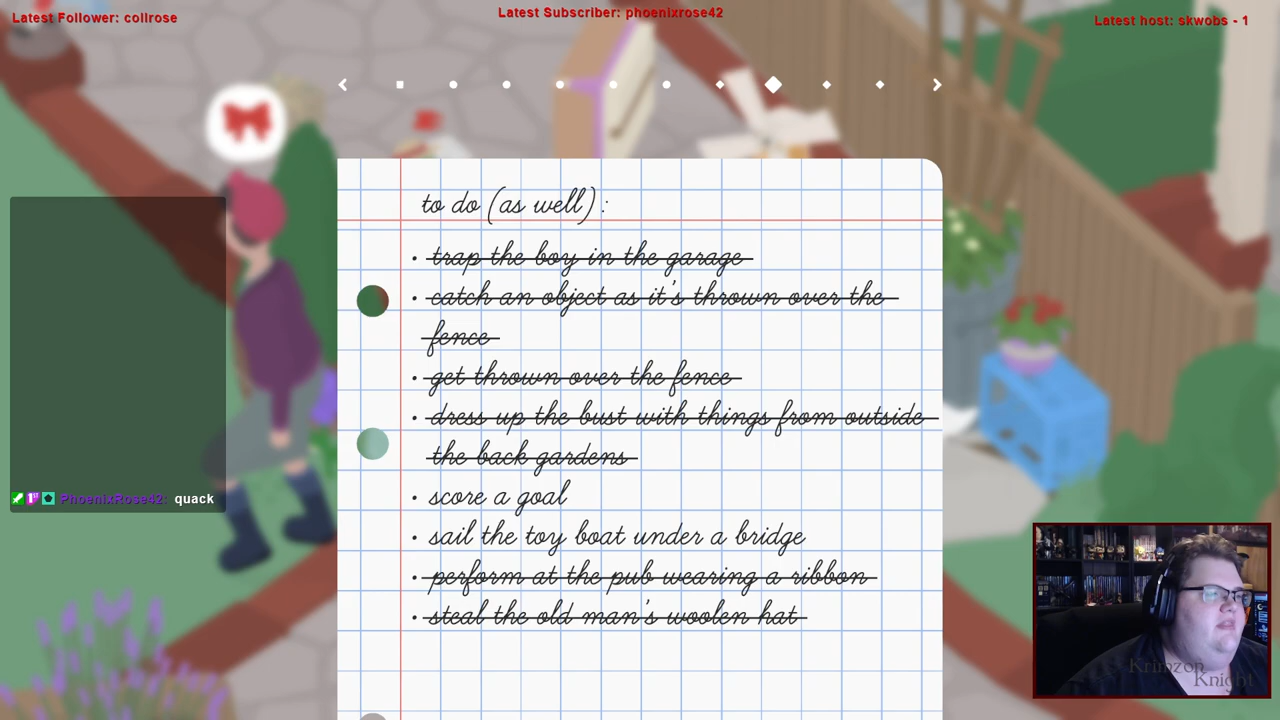 Latest Follower: collrose
Latest Subscriber: phoenixrose42
Latest host: skwobs - 1
to do (as well) :
• trap the boy in the garage
• catch an object as it's thrown over the
fence
• get thrown over the fence
• dress up the bust with things from outside
the back gardens
• score a goal
• sail the toy boat under a bridge
• perform at the pub wearing a ribbon
• steal the old man's woolen hat
1ST PhoenixRose42: quack
Krimzon
Knight